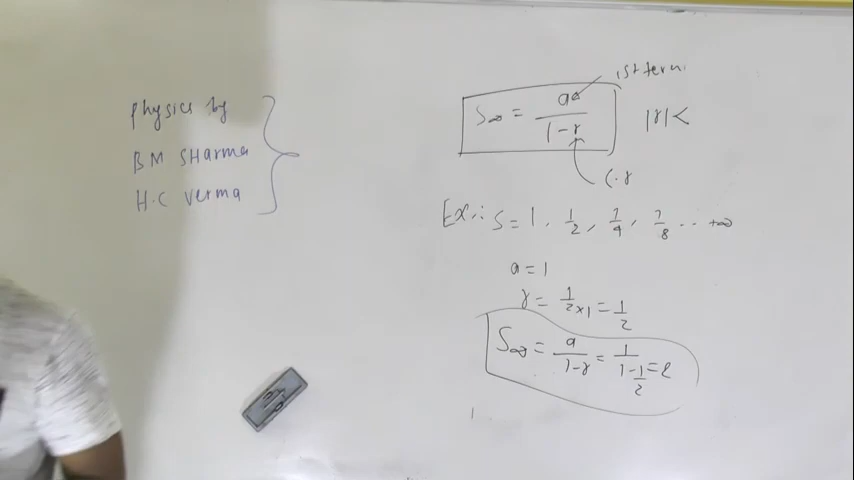 Physics by
BM SHarma
H.C Verma
1st term
S∞ = a / 1-r
|r| <
C.r
Ex.: S = 1, 1/2, 1/4, 1/8 ... +∞
a = 1
r = 1/2×1 = 1/2
S∞ = a/1-r = 1/1-1/2 = 2